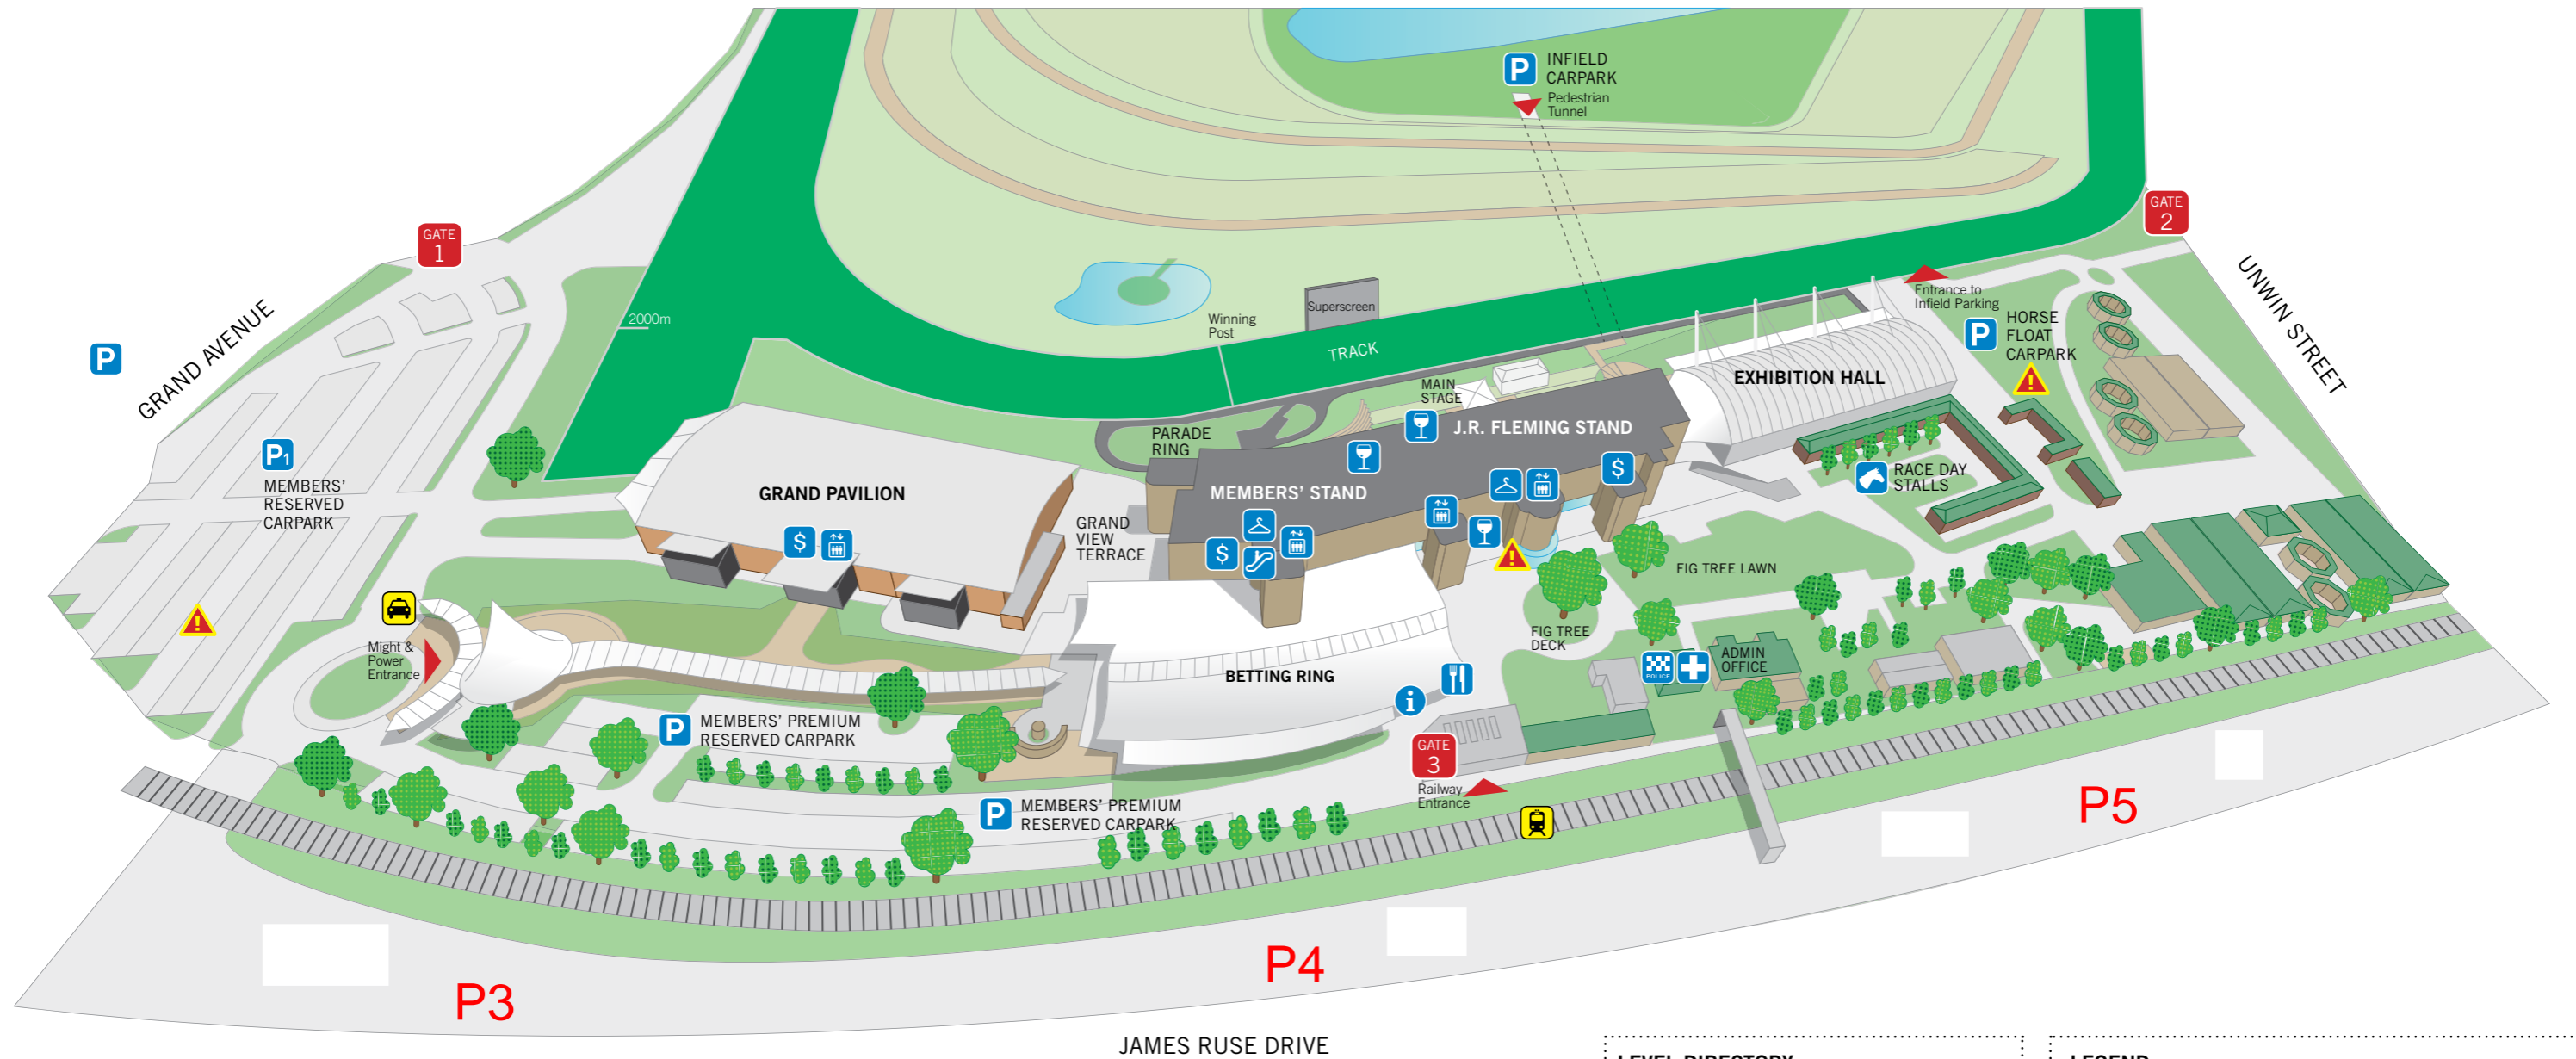 INFIELD
CARPARK
Pedestrian
Tunnel
GATE
1
GATE
2
GRAND AVENUE
UNWIN STREET
2000m
Superscreen
Winning
Post
TRACK
Entrance to
Infield Parking
HORSE
FLOAT
CARPARK
P
P
P
P1
MEMBERS'
RESERVED
CARPARK
EXHIBITION HALL
MAIN
STAGE
J.R. FLEMING STAND
PARADE
RING
RACE DAY
STALLS
GRAND PAVILION
MEMBERS' STAND
GRAND
VIEW
TERRACE
$
$
$
!
!
!
FIG TREE LAWN
FIG TREE
DECK
Might &
Power
Entrance
ADMIN
OFFICE
POLICE
BETTING RING
i
P
MEMBERS' PREMIUM
RESERVED CARPARK
GATE
3
Railway
Entrance
P
MEMBERS' PREMIUM
RESERVED CARPARK
P5
P4
P3
JAMES RUSE DRIVE
LEVEL DIRECTORY
LEGEND